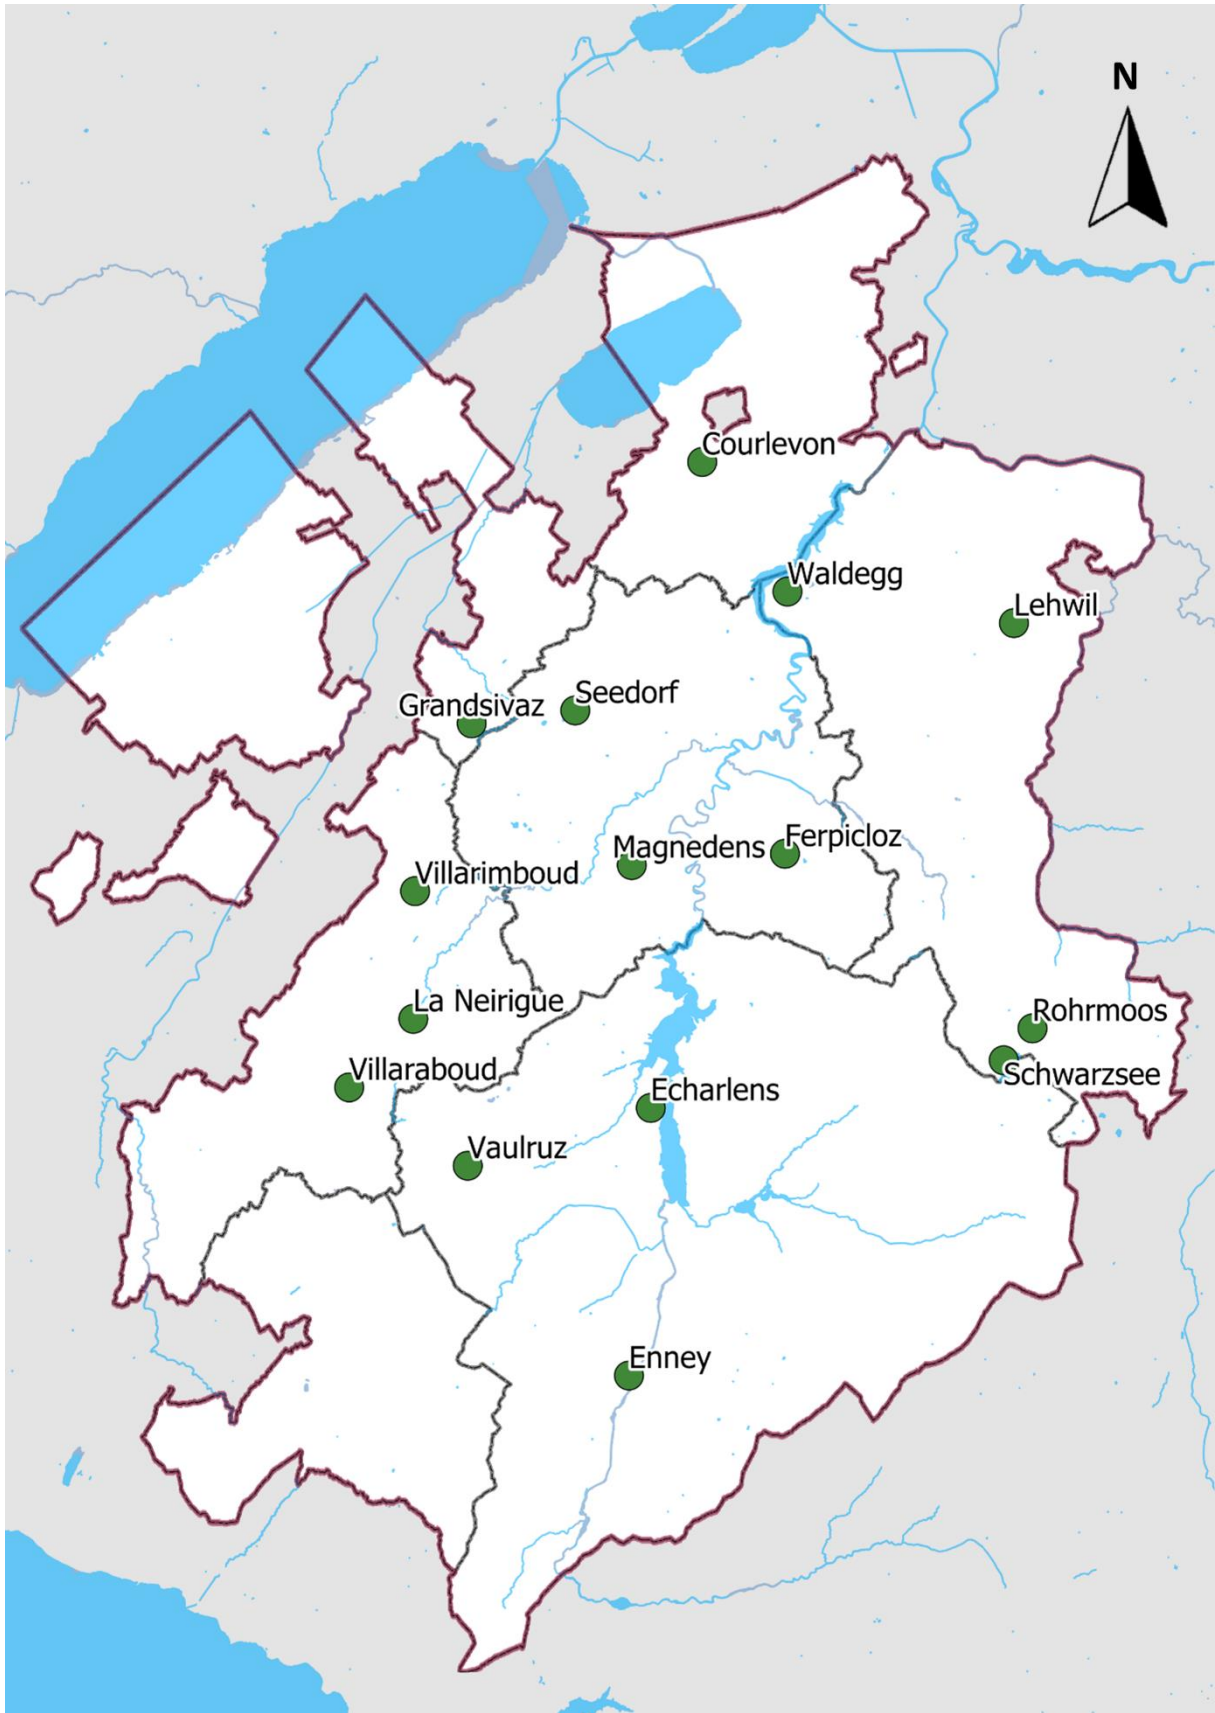 N
Courlevon
Waldegg
Lehwil
Seedorf
Grandsivaz
Ferpicloz
Magnedens
Villarimboud
La Neirigue
Rohrmoos
Villaraboud
Schwarzsee
Echarlens
Vaulruz
Enney